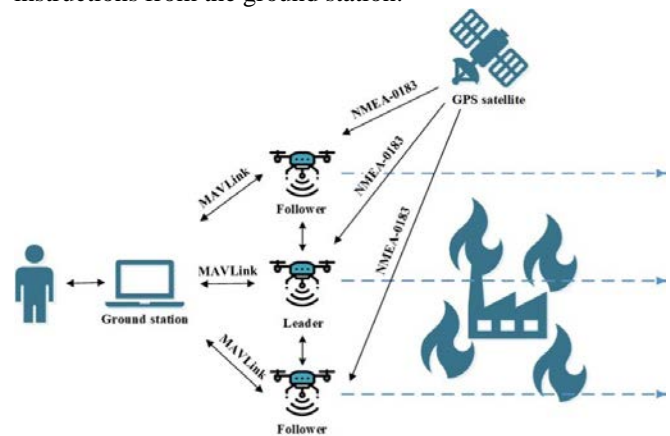 instructions from the ground station.
GPS satellite
NMEA-0183
NMEA-0183
NMEA-0183
MAVLink
Follower
MAVLink
Ground station
Leader
MAVLink
Follower